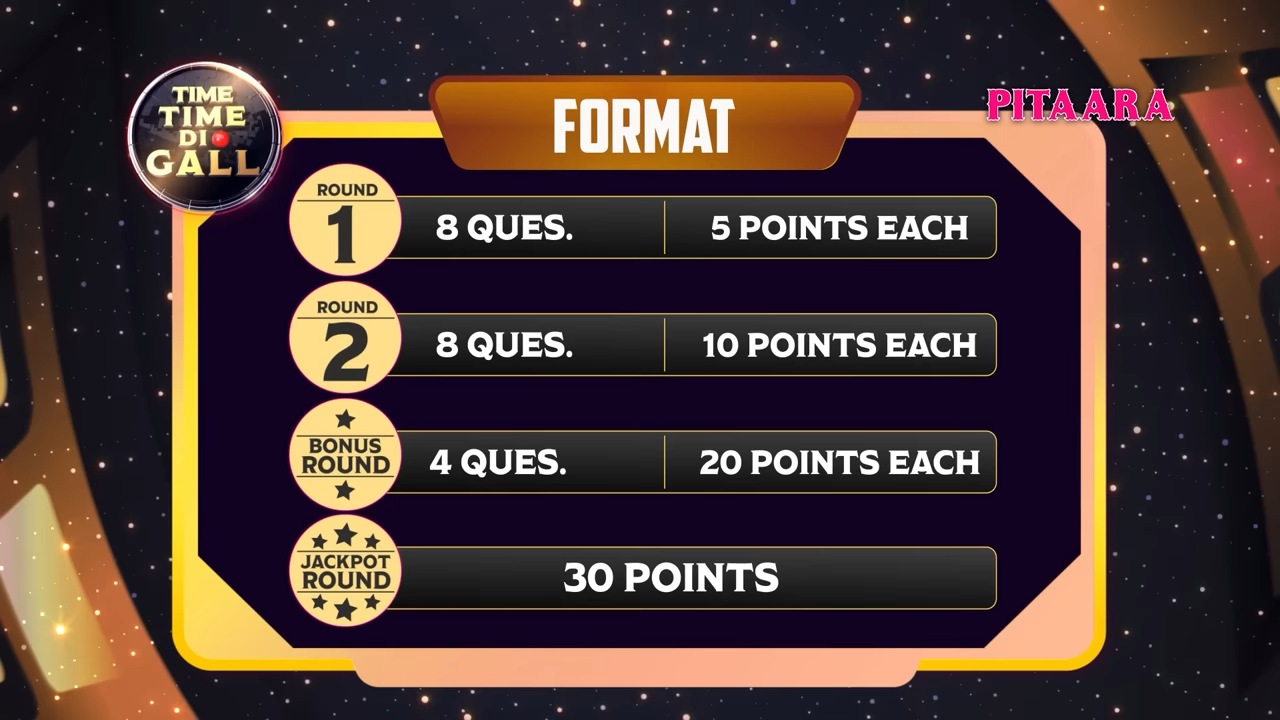 TIME
TIME
DI
GALL
FORMAT
PITAARA
ROUND
1
8 QUES.
5 POINTS EACH
ROUND
2
8 QUES.
10 POINTS EACH
BONUS
ROUND
4 QUES.
20 POINTS EACH
JACKPOT
ROUND
30 POINTS